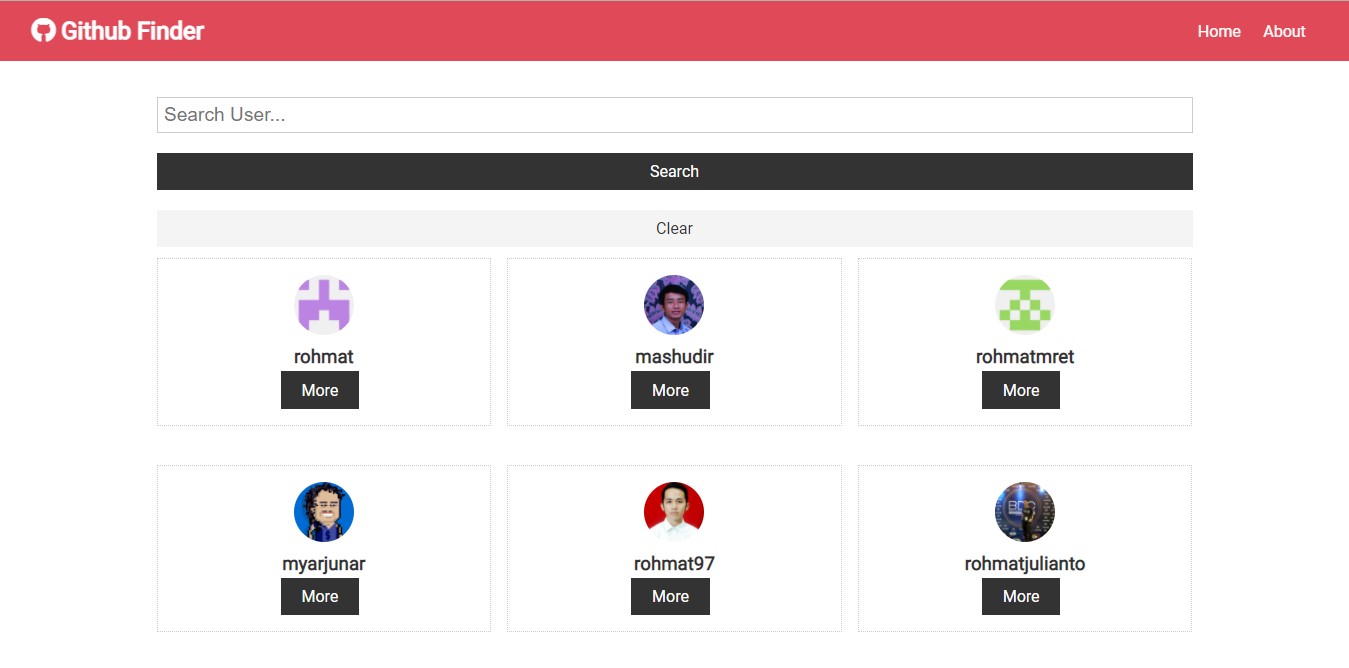 Github Finder
Home About
Search User...
Search
Clear
rohmat mashudir rohmatmret
More More More
myarjunar rohmat97 rohmatjulianto
More More More